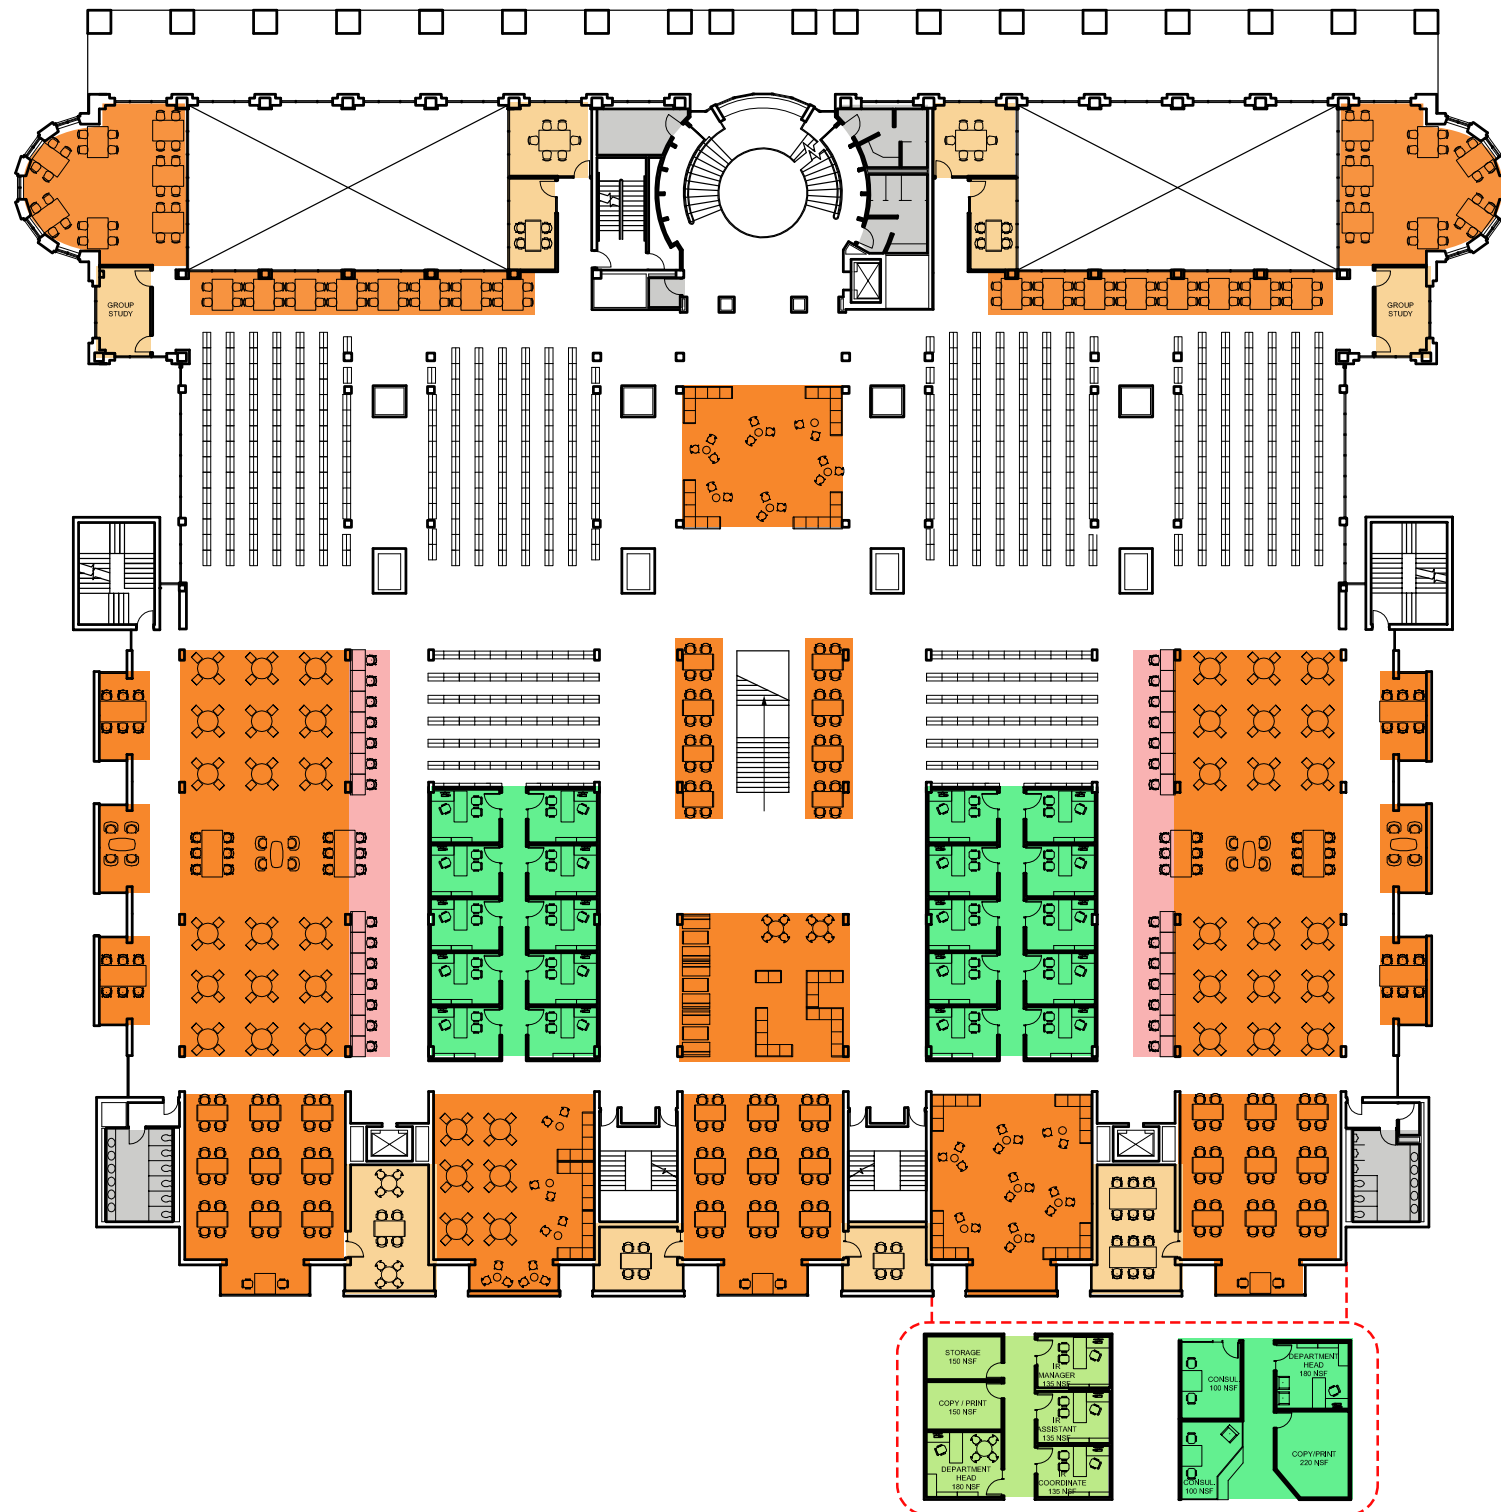 GROUP
STUDY
GROUP
STUDY
STORAGE
150 NSF
IR
MANAGER
135 NSF
COPY / PRINT
150 NSF
IR
ASSISTANT
135 NSF
DEPARTMENT
HEAD
180 NSF
IR
COORDINATE
135 NSF
CONSUL.
100 NSF
DEPARTMENT
HEAD
180 NSF
CONSUL.
100 NSF
COPY/PRINT
220 NSF